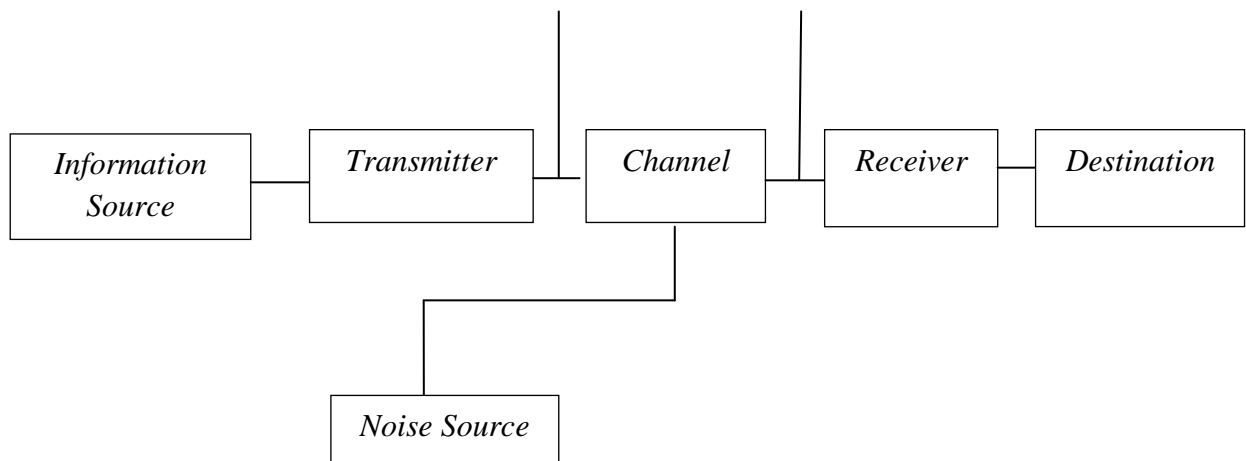 Information
Source
Transmitter
Channel
Receiver
Destination
Noise Source